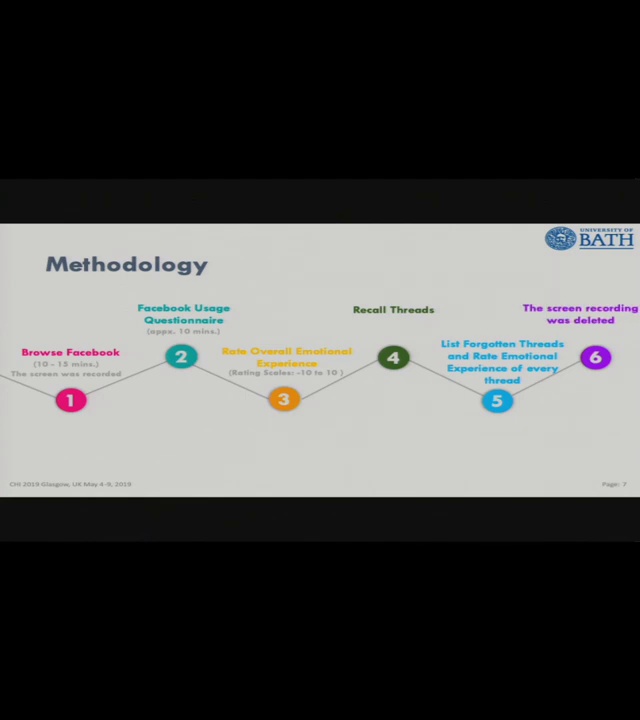 UNIVERSITY OF
BATH
Methodology
Browse Facebook
(10 - 15 mins.)
The screen was recorded
1
Facebook Usage
Questionnaire
(apps. 10 mins.)
2
Rate Overall Emotional
Experience
(Rating Scales: -10 to 10 )
3
Recall Threads
4
List Forgotten Threads
and Rate Emotional
Experience of every
thread
5
The screen recording
was deleted
6
CHI 2019 Glasgow, UK May 4-9, 2019
Page: 7